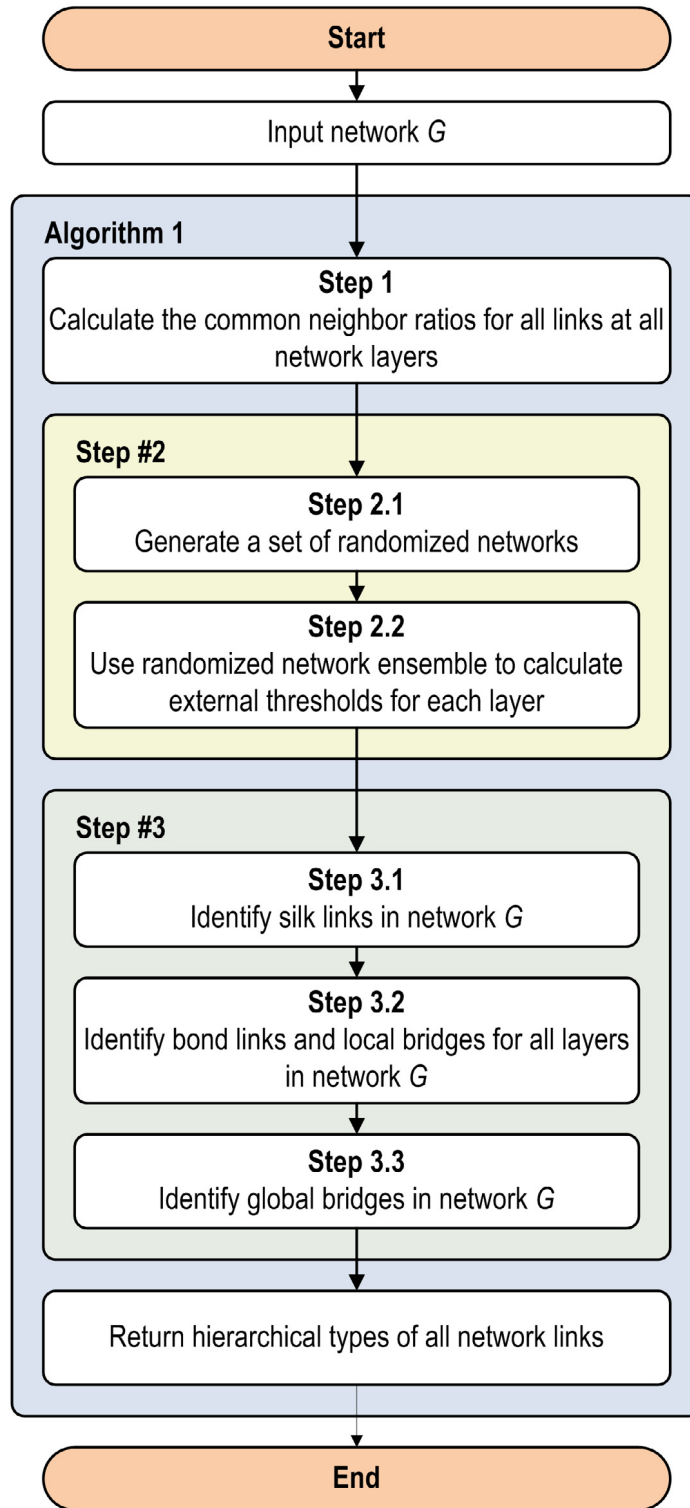 Start
Input network G
Algorithm 1
Step 1
Calculate the common neighbor ratios for all links at all
network layers
Step #2
Step 2.1
Generate a set of randomized networks
Step 2.2
Use randomized network ensemble to calculate
external thresholds for each layer
Step #3
Step 3.1
Identify silk links in network G
Step 3.2
Identify bond links and local bridges for all layers
in network G
Step 3.3
Identify global bridges in network G
Return hierarchical types of all network links
End